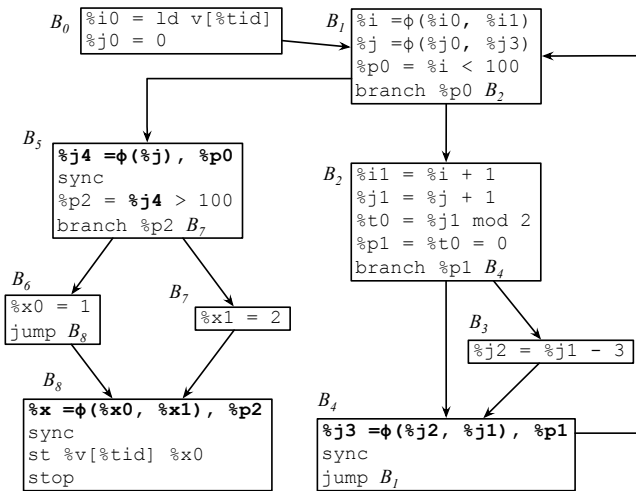 B0
%i0 = ld v[%tid]
%j0 = 0
B1
%i =ϕ(%i0, %i1)
%j =ϕ(%j0, %j3)
%p0 = %i < 100
branch %p0 B2
B5
%j4 =ϕ(%j), %p0
sync
%p2 = %j4 > 100
branch %p2 B7
B2
%i1 = %i + 1
%j1 = %j + 1
%t0 = %j1 mod 2
%p1 = %t0 = 0
branch %p1 B4
B6
%x0 = 1
jump B8
B7
%x1 = 2
B3
%j2 = %j1 - 3
B8
%x =ϕ(%x0, %x1), %p2
sync
st %v[%tid] %x0
stop
B4
%j3 =ϕ(%j2, %j1), %p1
sync
jump B1